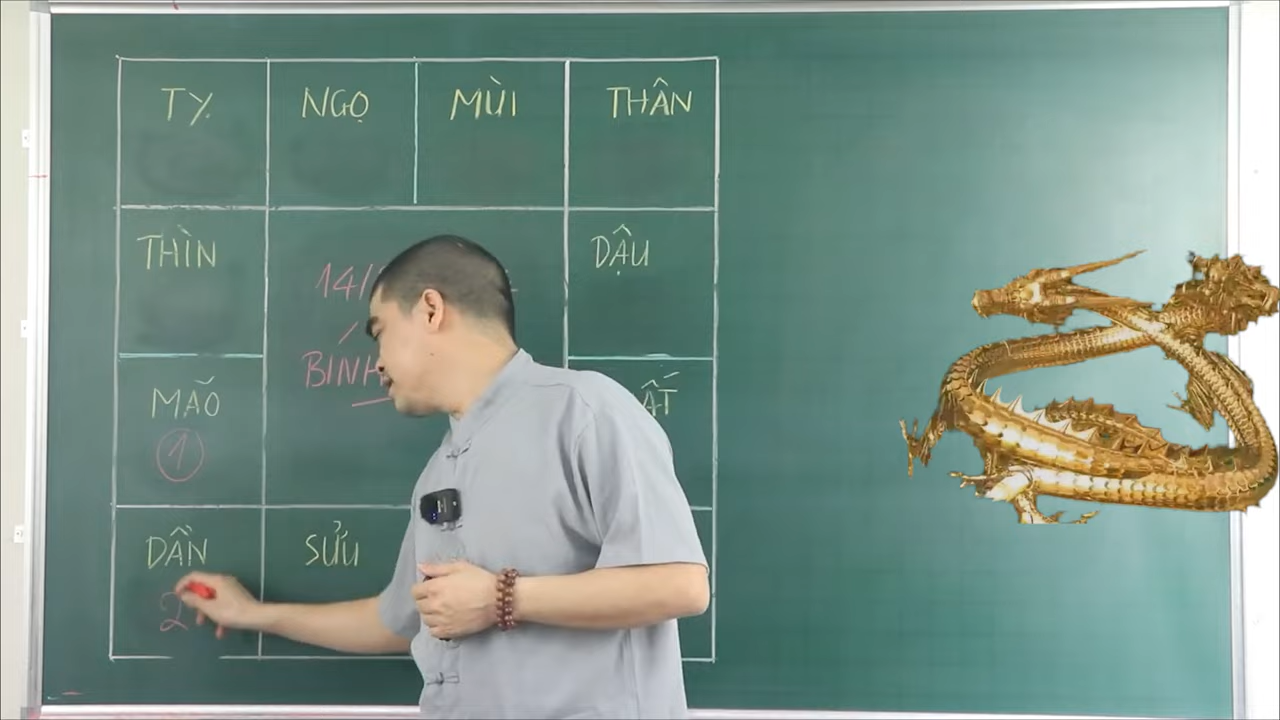 TỴ
NGỌ
MÙI
THÂN
THÌN
14/
DẬU
BÍNH
MÃO
1
DẦN
SỬU
2